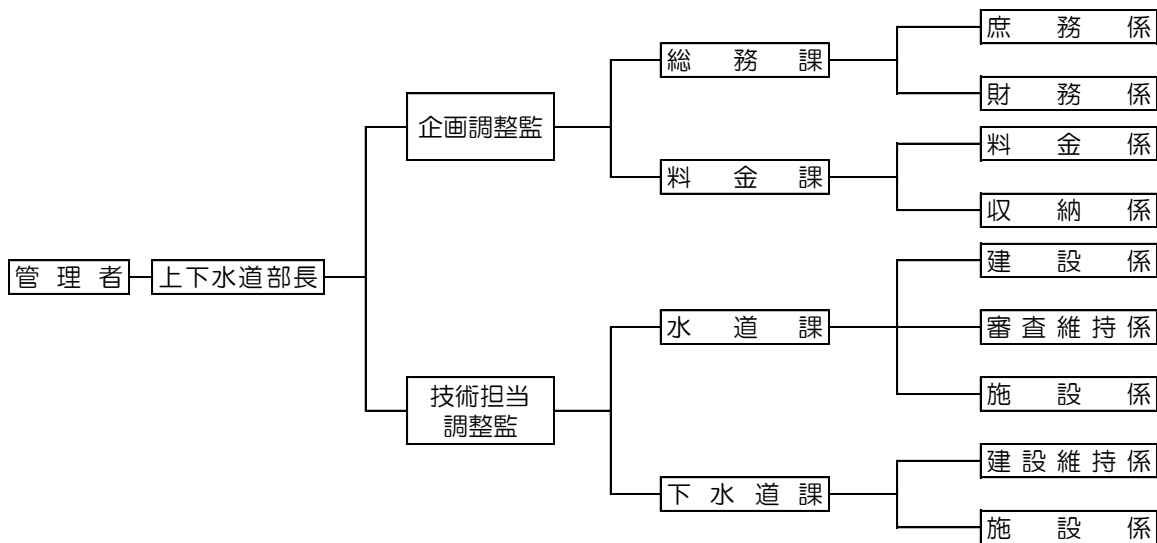 管理者
上下水道部長
企画調整監
総務課
庶務係
財務係
料金課
料金係
収納係
技術担当
調整監
水道課
建設係
審査維持係
施設係
下水道課
建設維持係
施設係